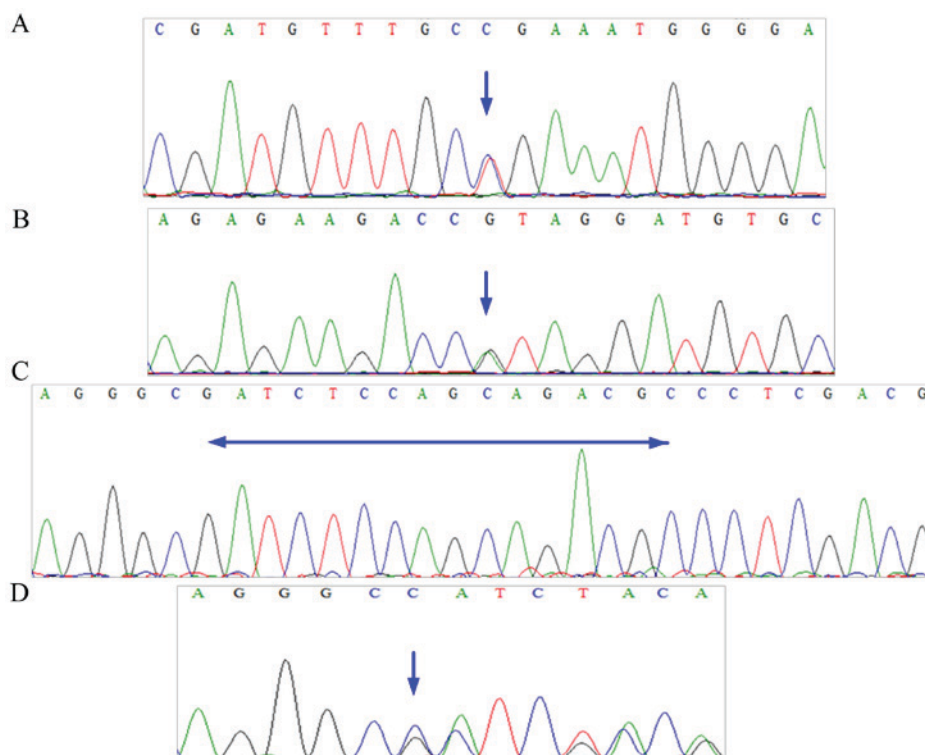 A
C G A T G T T T G C C G A A A T G G G G A
B
A G A G A A G A C C G T A G G A T G T G C
C
A G G G C G A T C T C C A G C A G A C G C C C T C G A C G
D
A G G G C C A T C T A C A